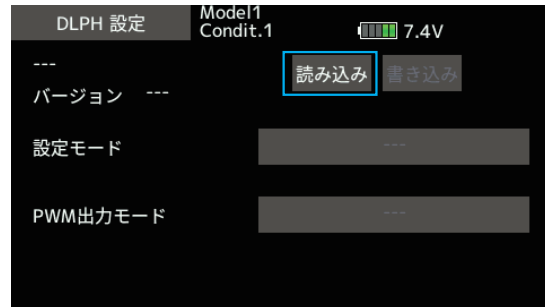 DLPH 設定
Model1
Condit.1
7.4V
---
読み込み
書き込み
バージョン ---
設定モード
---
PWM出力モード
---